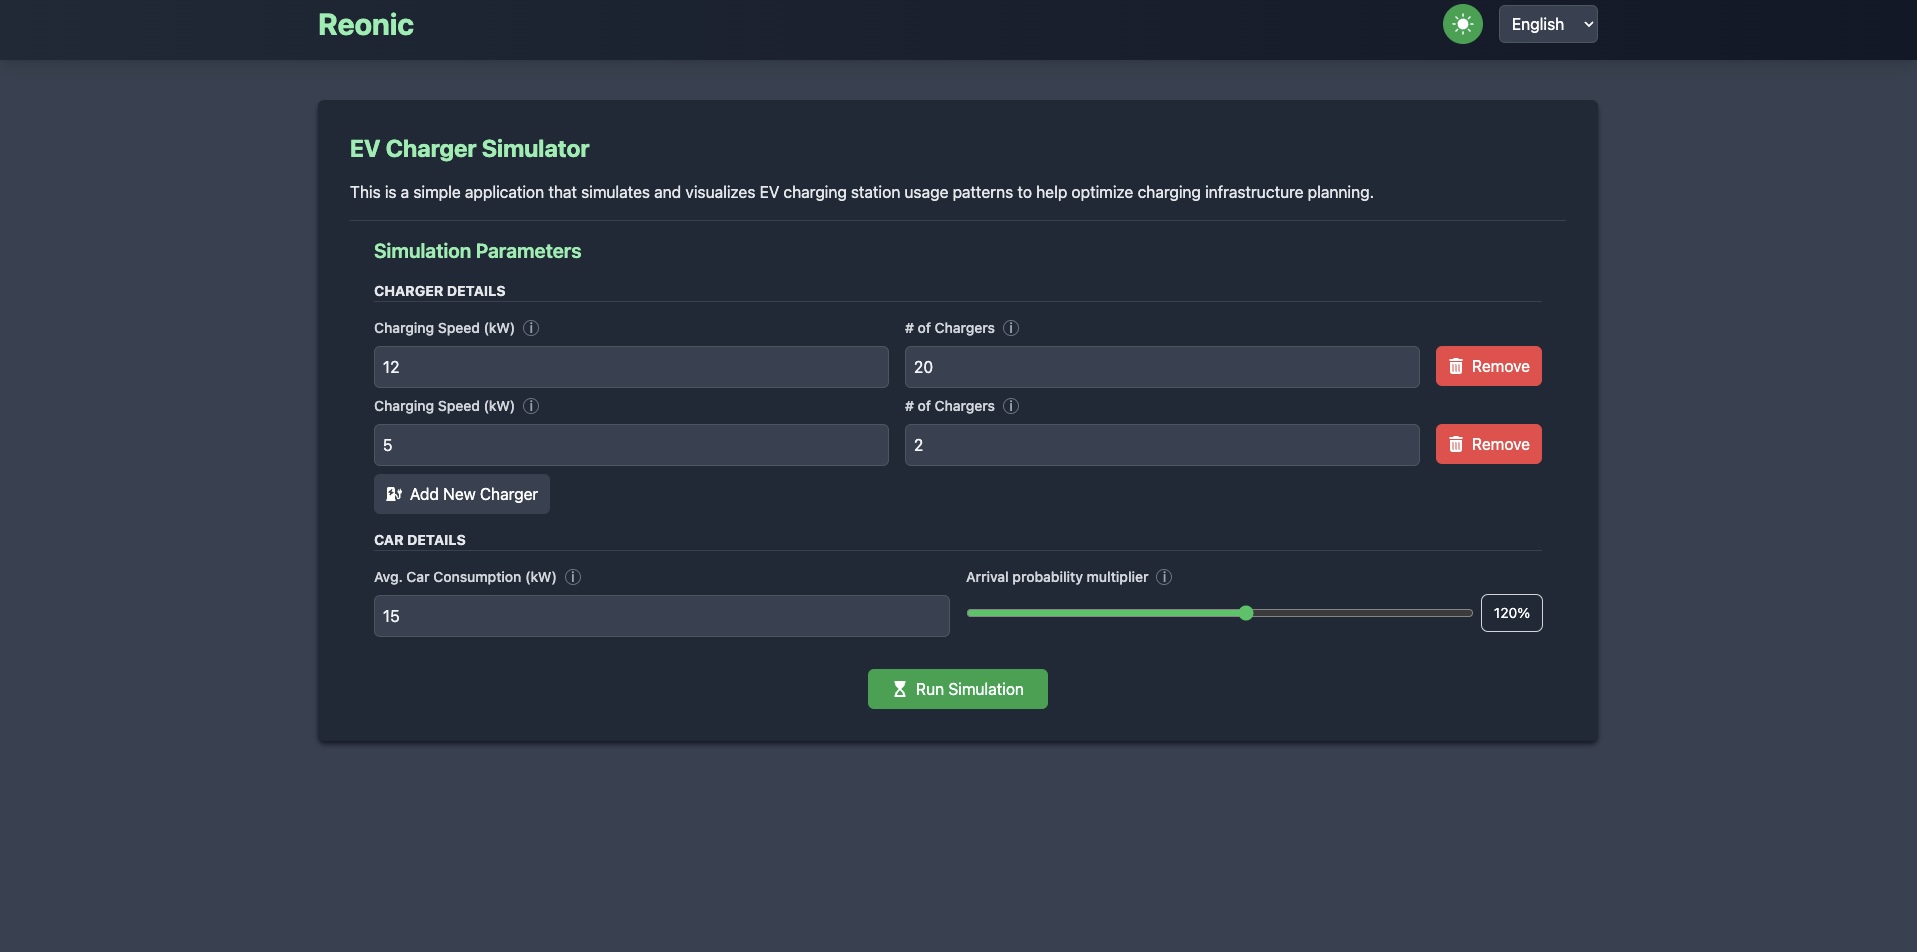 Reonic
English
EV Charger Simulator
This is a simple application that simulates and visualizes EV charging station usage patterns to help optimize charging infrastructure planning.
Simulation Parameters
CHARGER DETAILS
Charging Speed (kW) # of Chargers
12 20 Remove
Charging Speed (kW) # of Chargers
5 2 Remove
Add New Charger
CAR DETAILS
Avg. Car Consumption (kW) Arrival probability multiplier
15 120%
Run Simulation